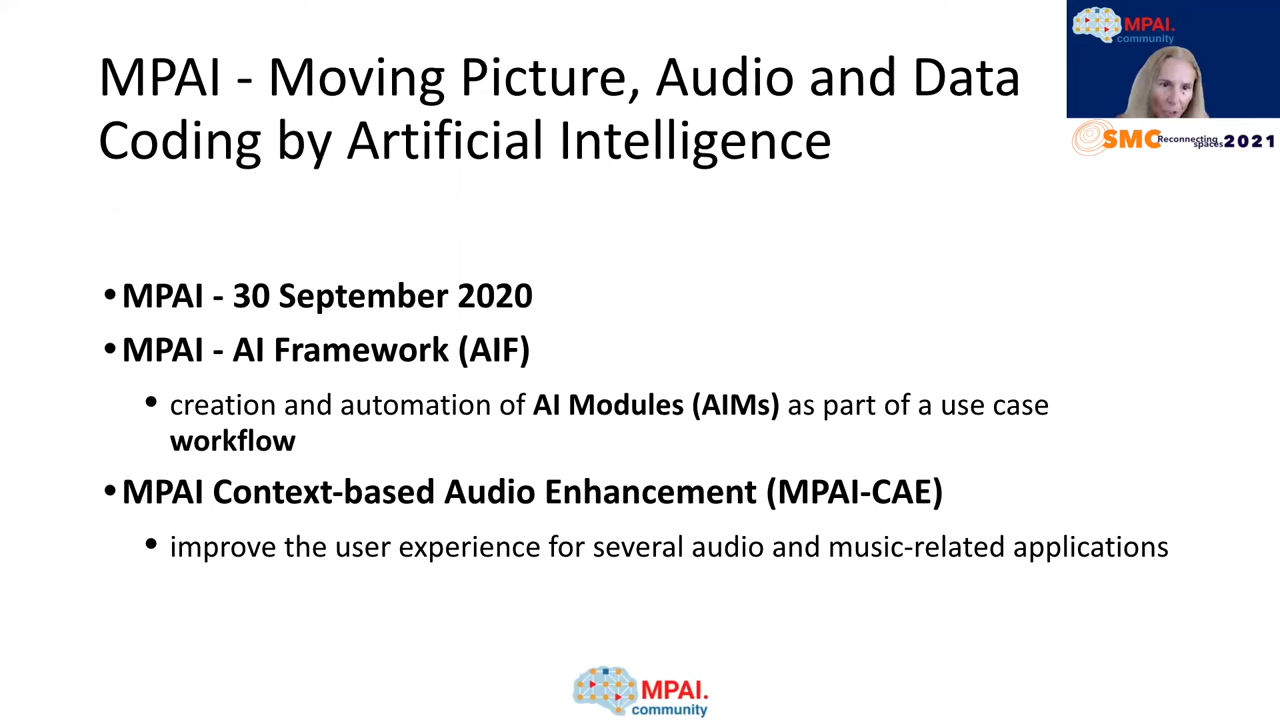 MPAI.
community
MPAI - Moving Picture, Audio and Data
Coding by Artificial Intelligence
SMC Reconnecting spaces 2021
•MPAI - 30 September 2020
•MPAI - AI Framework (AIF)
• creation and automation of AI Modules (AIMs) as part of a use case
workflow
•MPAI Context-based Audio Enhancement (MPAI-CAE)
• improve the user experience for several audio and music-related applications
MPAI.
community